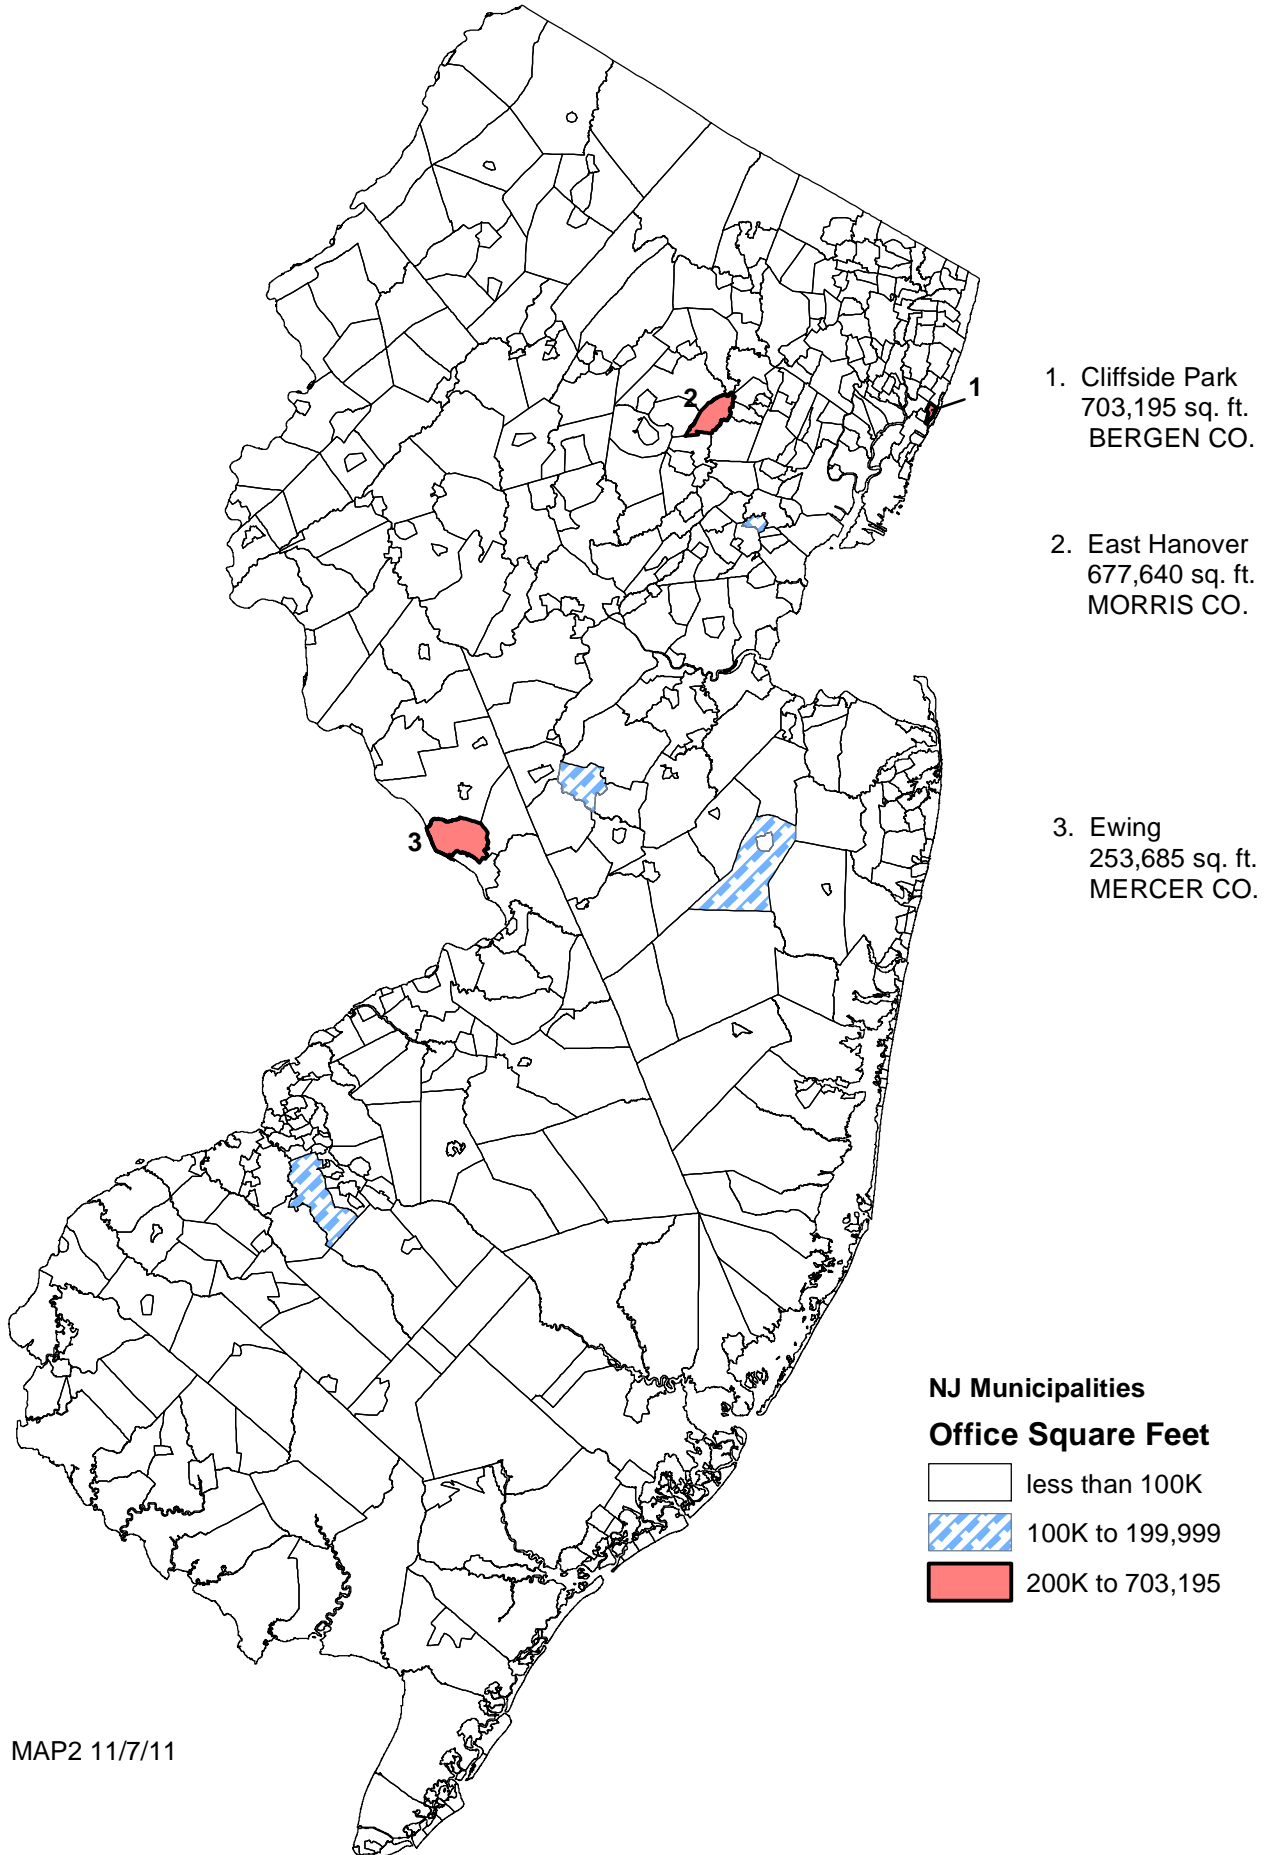 1
2
3
1. Cliffside Park
703,195 sq. ft.
BERGEN CO.
2. East Hanover
677,640 sq. ft.
MORRIS CO.
3. Ewing
253,685 sq. ft.
MERCER CO.
NJ Municipalities
Office Square Feet
less than 100K
100K to 199,999
200K to 703,195
MAP2 11/7/11